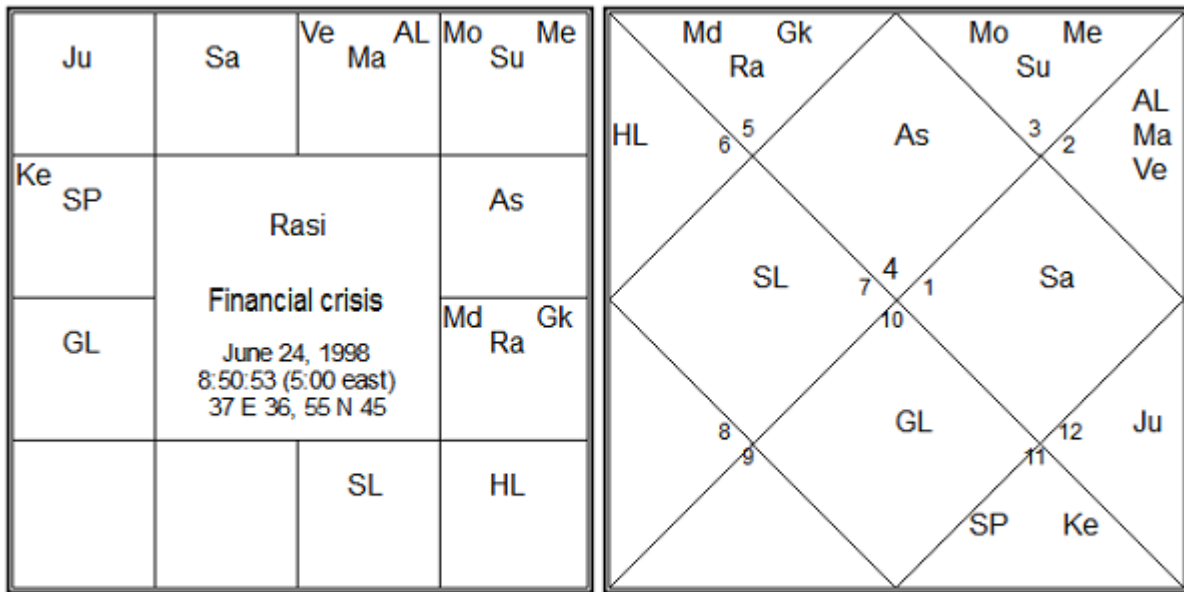 Ju
Sa
Ve AL
Ma
Mo Me
Su
Ke
SP
As
Rasi
Financial crisis
June 24, 1998
8:50:53 (5:00 east)
37 E 36, 55 N 45
GL
Md Gk
Ra
SL
HL
Md Gk
Ra
Mo Me
Su
HL
6 5
As
3 2
AL
Ma
Ve
SL
7 4 1
10
Sa
8
9
GL
12
11
Ju
SP Ke